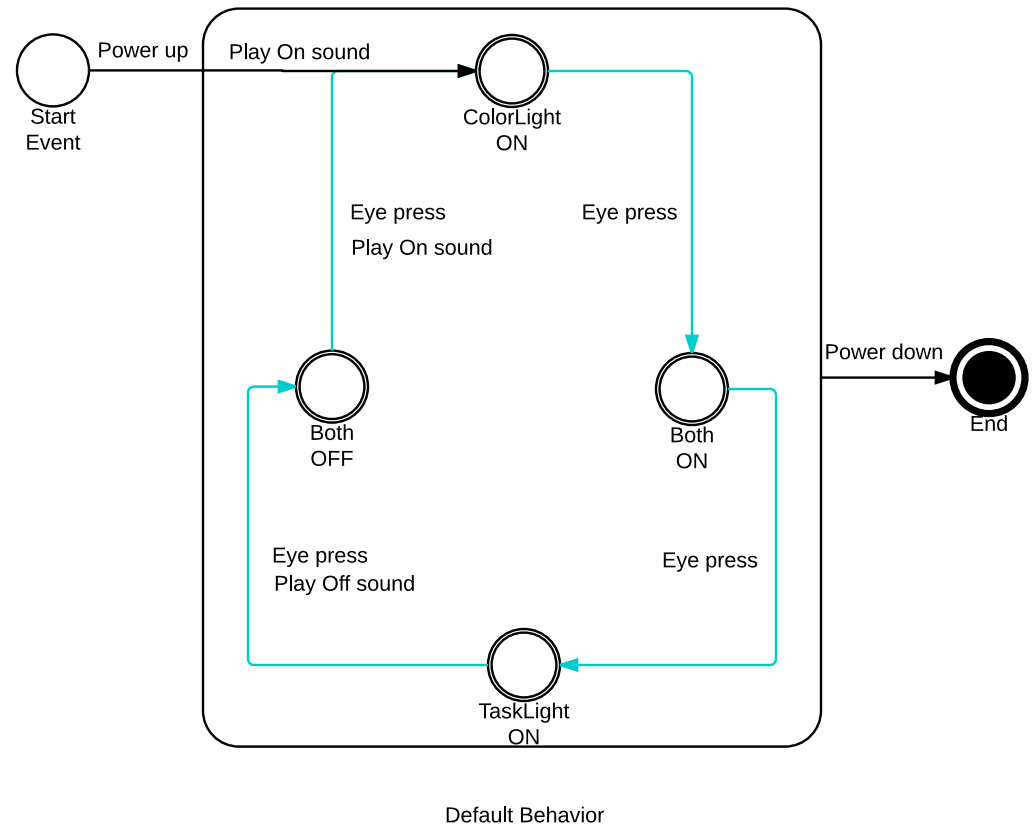 Power up
Play On sound
Start
Event
ColorLight
ON
Eye press
Play On sound
Eye press
Both
OFF
Both
ON
Power down
End
Eye press
Play Off sound
Eye press
TaskLight
ON
Default Behavior